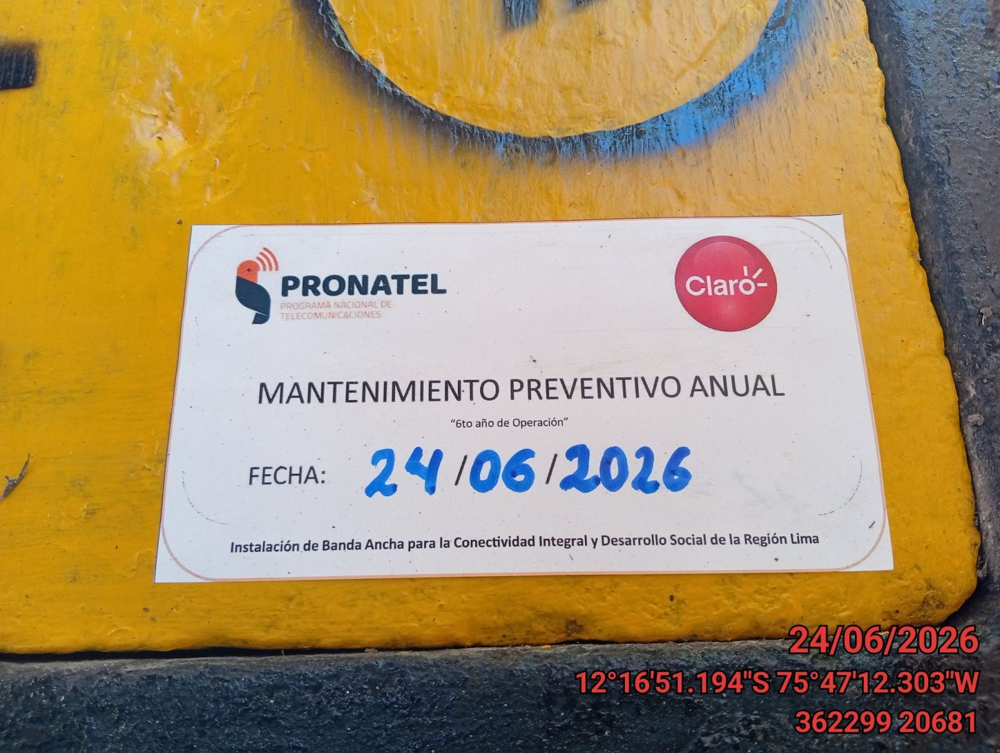 PRONATEL
PROGRAMA NACIONAL DE
TELECOMUNICACIONES
Claro
MANTENIMIENTO PREVENTIVO ANUAL
“6to año de Operación”
FECHA: 24/06/2026
Instalación de Banda Ancha para la Conectividad Integral y Desarrollo Social de la Región Lima
24/06/2026
12°16'51.194"S 75°47'12.303"W
362299 20681